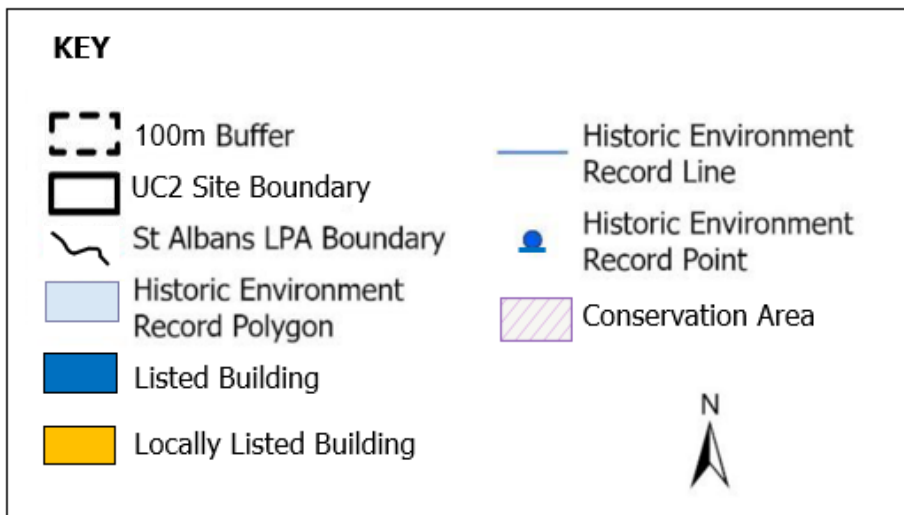 KEY
100m Buffer
UC2 Site Boundary
St Albans LPA Boundary
Historic Environment
Record Polygon
Listed Building
Locally Listed Building
Historic Environment
Record Line
Historic Environment
Record Point
Conservation Area
N